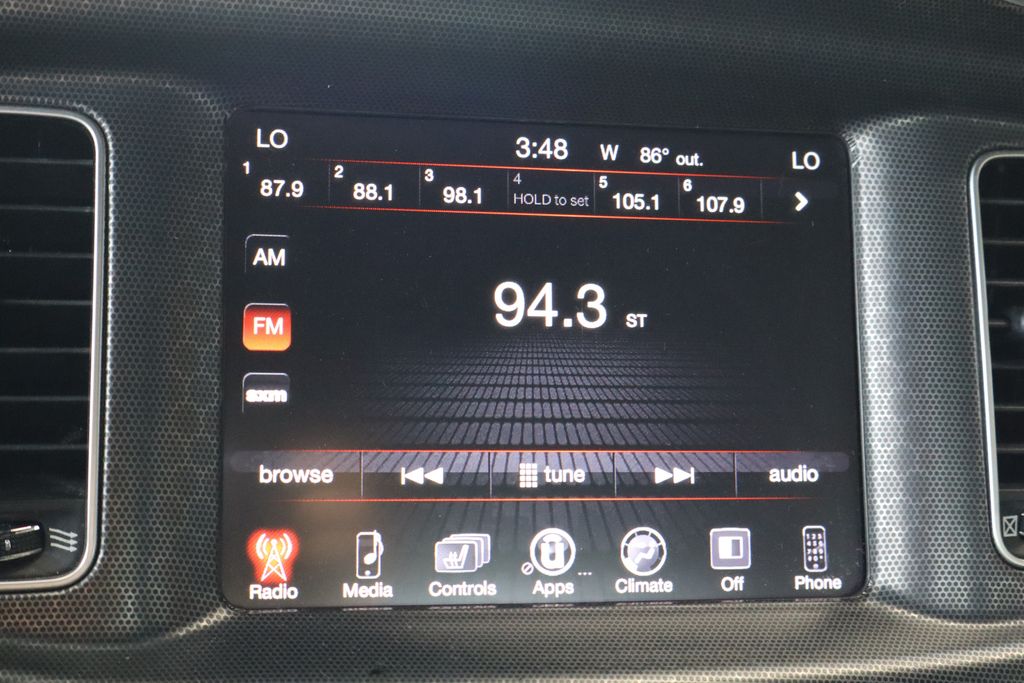 LO 3:48 W 86° out. LO
1 87.9 2 88.1 3 98.1 4 HOLD to set 5 105.1 6 107.9
AM
94.3 ST
FM
sxm
browse tune audio
Radio Media Controls Apps ... Climate Off Phone